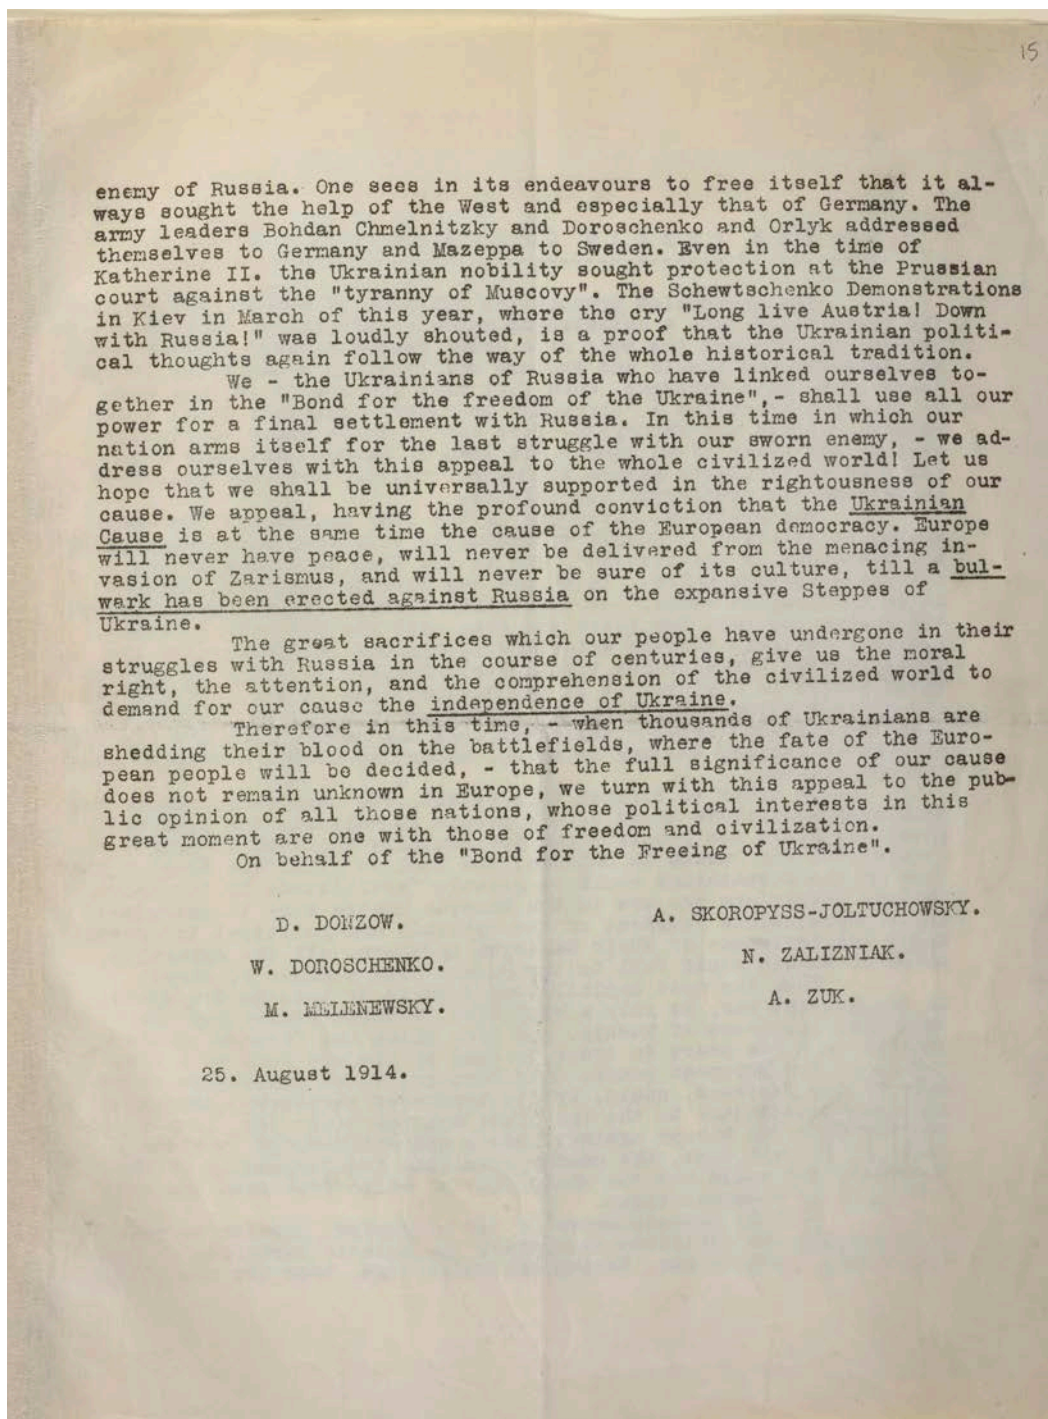 15
enemy of Russia. One sees in its endeavours to free itself that it al-
ways sought the help of the West and especially that of Germany. The
army leaders Bohdan Chmelnitzky and Doroschenko and Orlyk addressed
themselves to Germany and Mazeppa to Sweden. Even in the time of
Katherine II. the Ukrainian nobility sought protection at the Prussian
court against the "tyranny of Muscovy". The Schewtschenko Demonstrations
in Kiev in March of this year, where the cry "Long live Austria! Down
with Russia!" was loudly shouted, is a proof that the Ukrainian politi-
cal thoughts again follow the way of the whole historical tradition.
We - the Ukrainians of Russia who have linked ourselves to-
gether in the "Bond for the freedom of the Ukraine",- shall use all our
power for a final settlement with Russia. In this time in which our
nation arms itself for the last struggle with our sworn enemy, - we ad-
dress ourselves with this appeal to the whole civilized world! Let us
hope that we shall be universally supported in the rightousness of our
cause. We appeal, having the profound conviction that the Ukrainian
Cause is at the same time the cause of the European democracy. Europe
will never have peace, will never be delivered from the menacing in-
vasion of Zarismus, and will never be sure of its culture, till a bul-
wark has been erected against Russia on the expansive Steppes of
Ukraine.
The great sacrifices which our people have undergone in their
struggles with Russia in the course of centuries, give us the moral
right, the attention, and the comprehension of the civilized world to
demand for our cause the independence of Ukraine.
Therefore in this time, - when thousands of Ukrainians are
shedding their blood on the battlefields, where the fate of the Euro-
pean people will be decided, - that the full significance of our cause
does not remain unknown in Europe, we turn with this appeal to the pub-
lic opinion of all those nations, whose political interests in this
great moment are one with those of freedom and civilization.
On behalf of the "Bond for the Freeing of Ukraine".
D. DONZOW.
A. SKOROPYSS-JOLTUCHOWSKY.
W. DOROSCHENKO.
N. ZALIZNIAK.
M. MELENEWSKY.
A. ZUK.
25. August 1914.